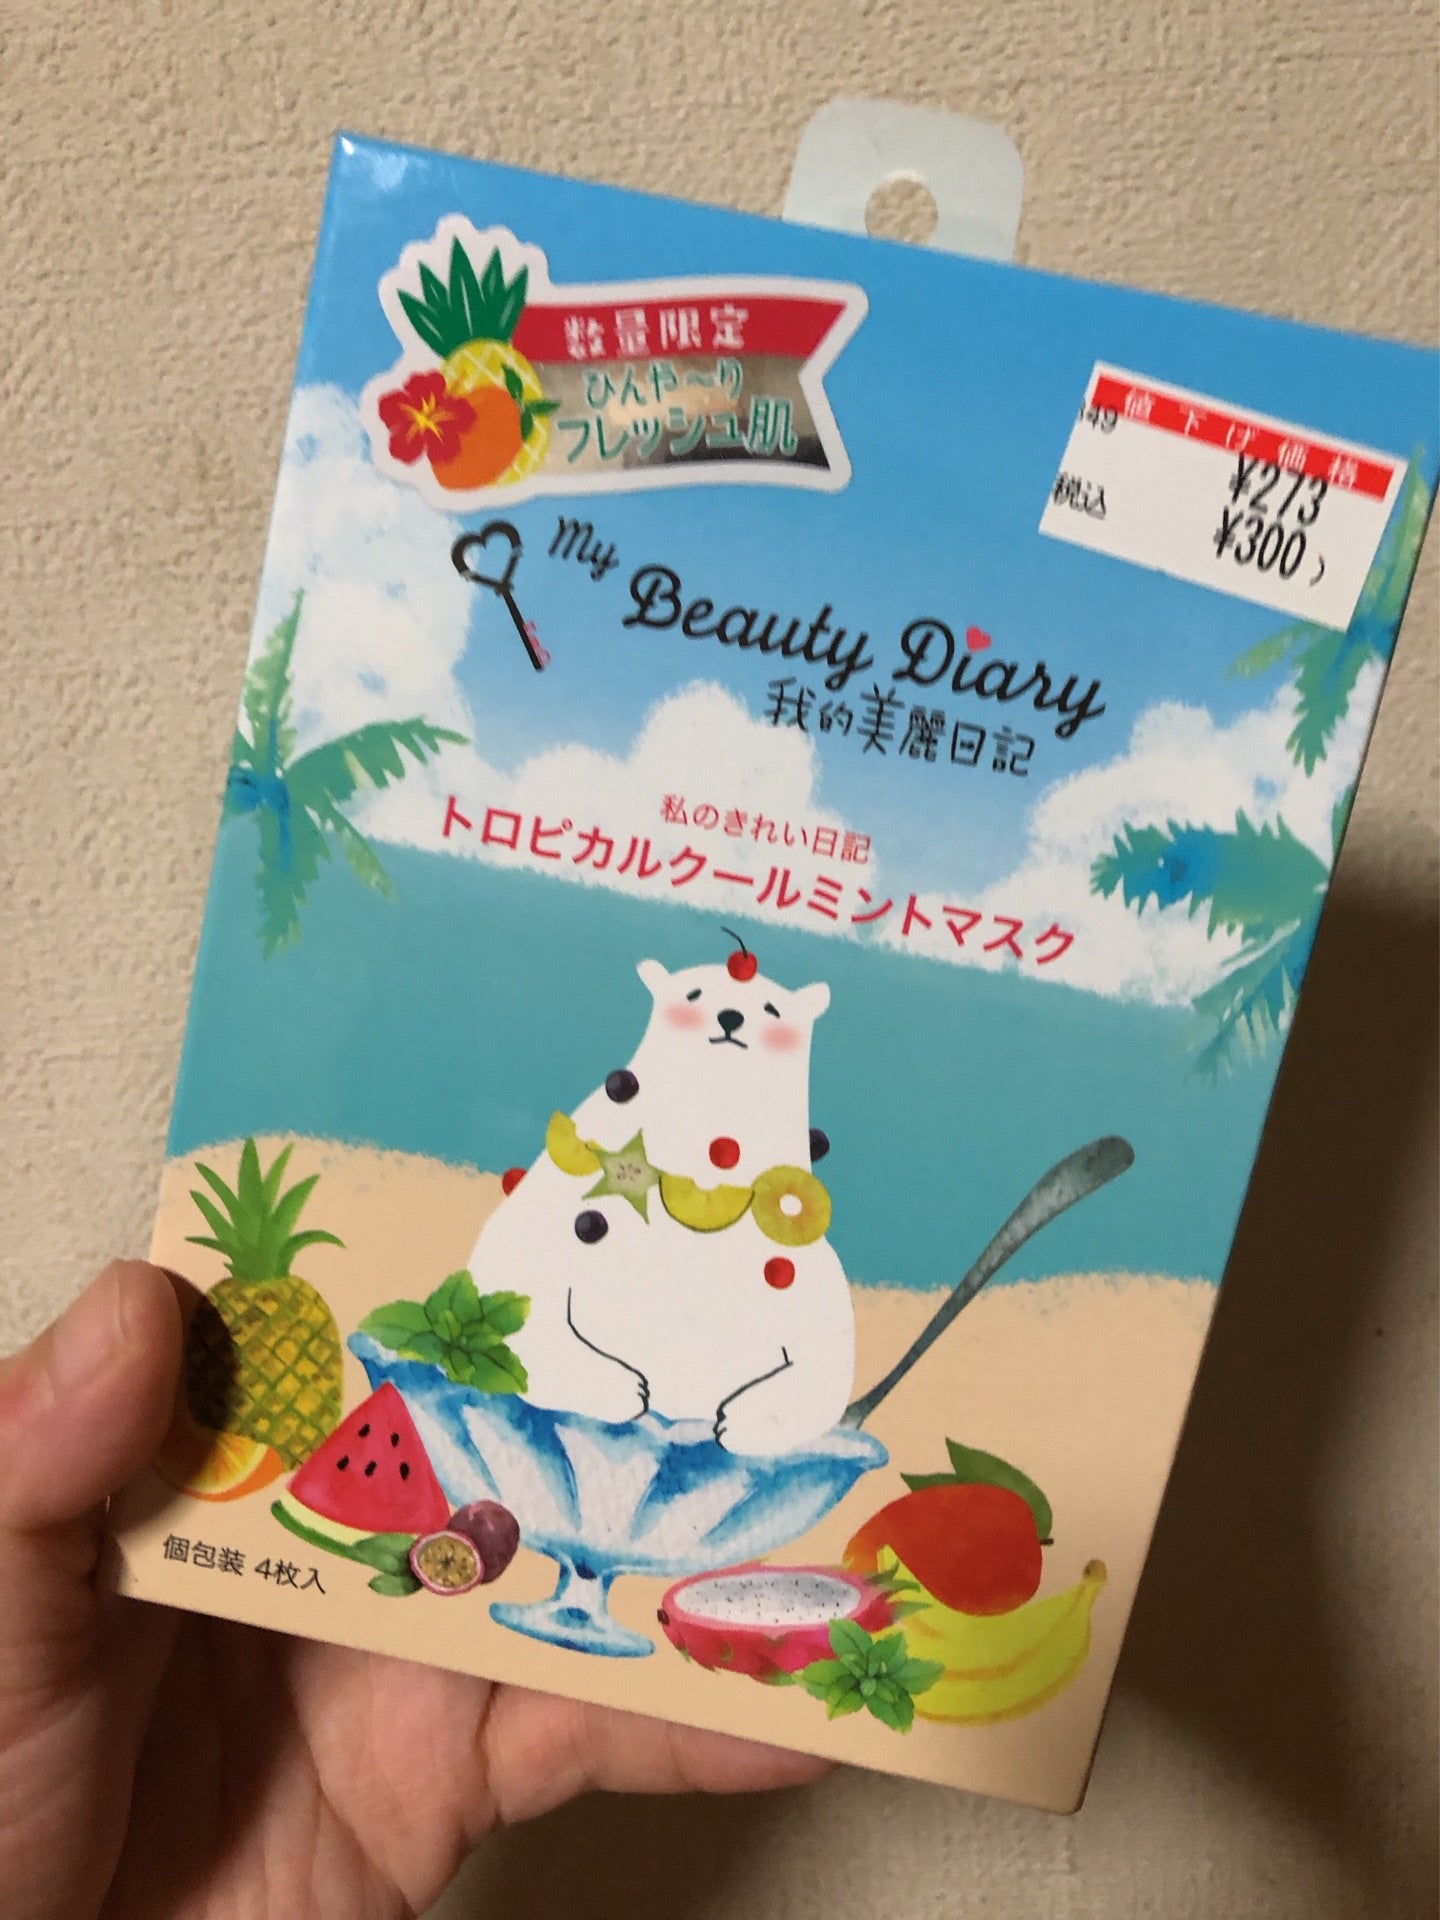 数量限定
ひんや～り
フレッシュ肌
値下げ価格
¥273
税込
¥300)
My Beauty Diary
我的美麗日記
私のきれい日記
トロピカルクールミントマスク
個包装 4枚入